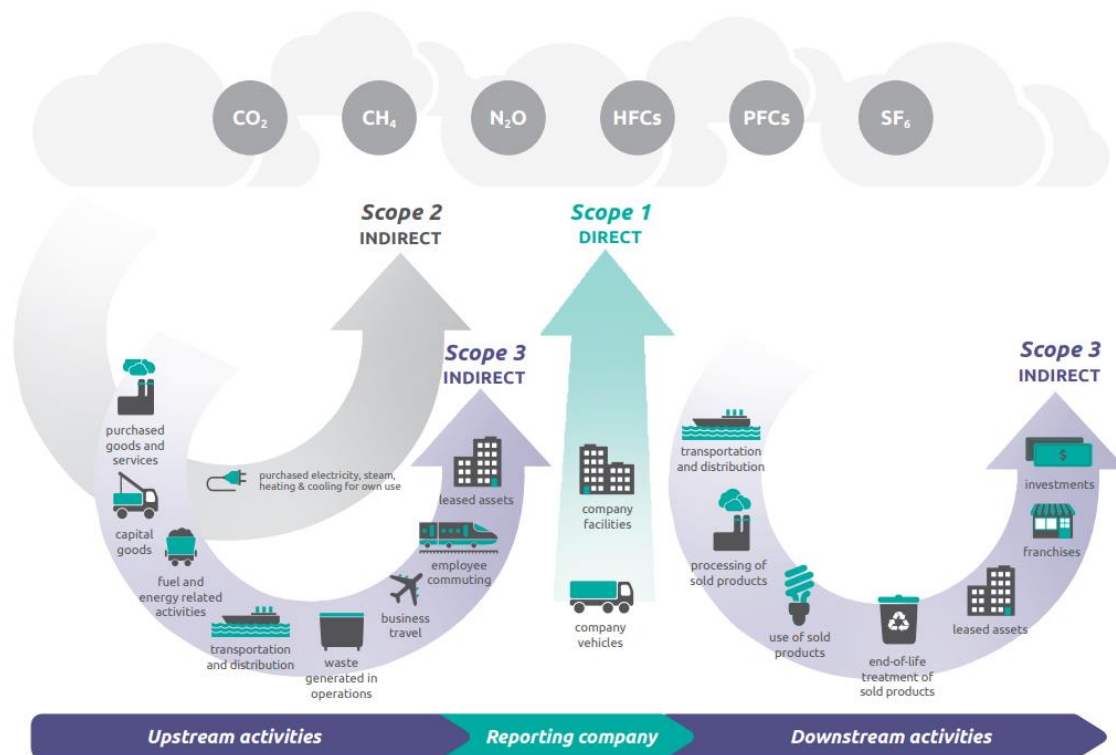 CO₂
CH₄
N₂O
HFCs
PFCs
SF₆
Scope 2
INDIRECT
Scope 1
DIRECT
Scope 3
INDIRECT
Scope 3
INDIRECT
purchased
goods and
services
capital
goods
fuel and
energy related
activities
purchased electricity, steam,
heating & cooling for own use
transportation
and distribution
waste
generated in
operations
business
travel
employee
commuting
leased assets
company
facilities
company
vehicles
transportation
and distribution
processing of
sold products
use of sold
products
end-of-life
treatment of
sold products
leased assets
franchises
$
investments
Upstream activities
Reporting company
Downstream activities